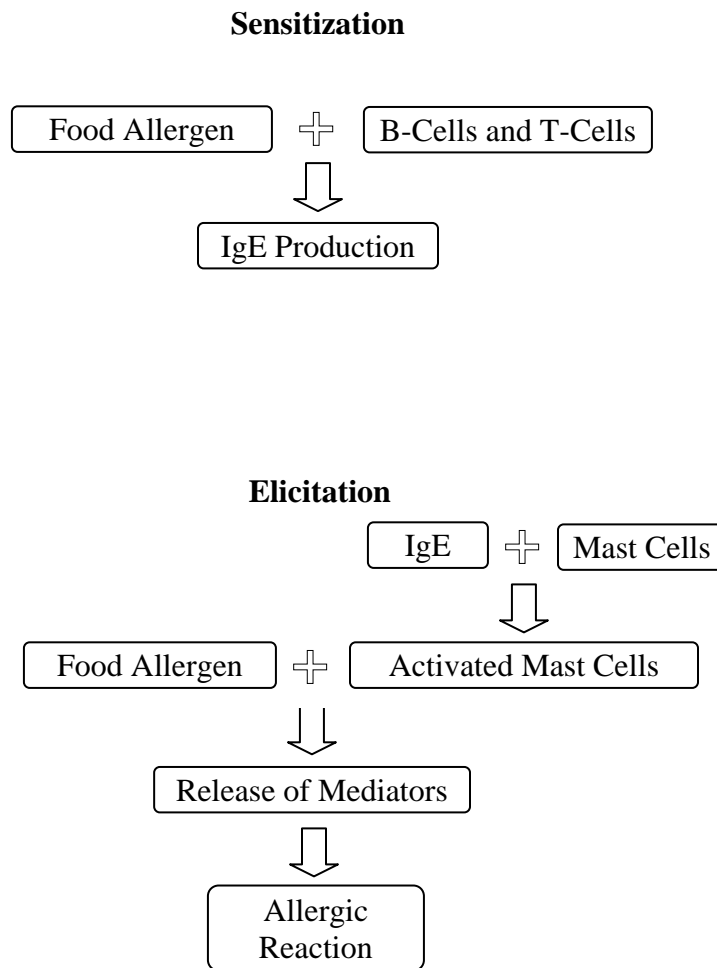 Sensitization
Food Allergen
B-Cells and T-Cells
IgE Production
Elicitation
IgE
Mast Cells
Food Allergen
Activated Mast Cells
Release of Mediators
Allergic
Reaction